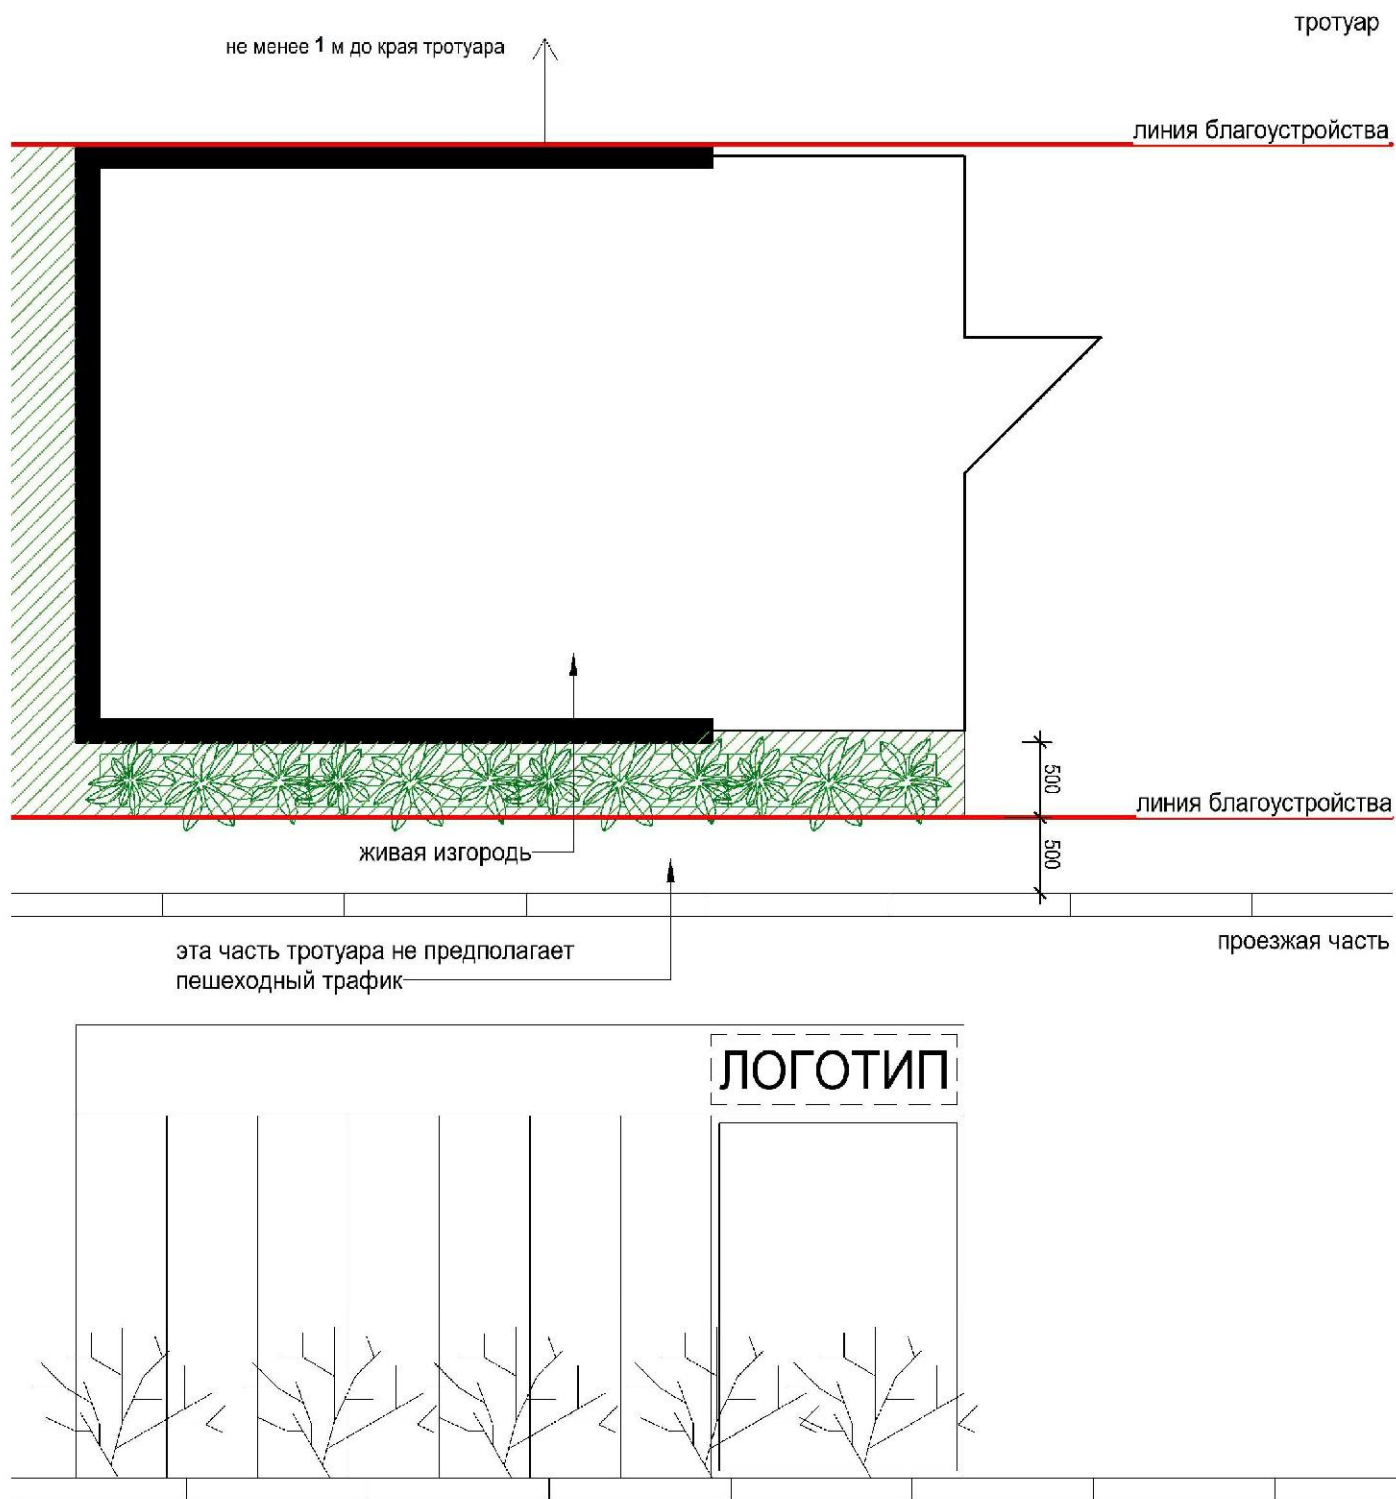 тротуар
не менее 1 м до края тротуара
линия благоустройства
500
линия благоустройства
500
живая изгородь
проезжая часть
эта часть тротуара не предполагает
пешеходный трафик
ЛОГОТИП